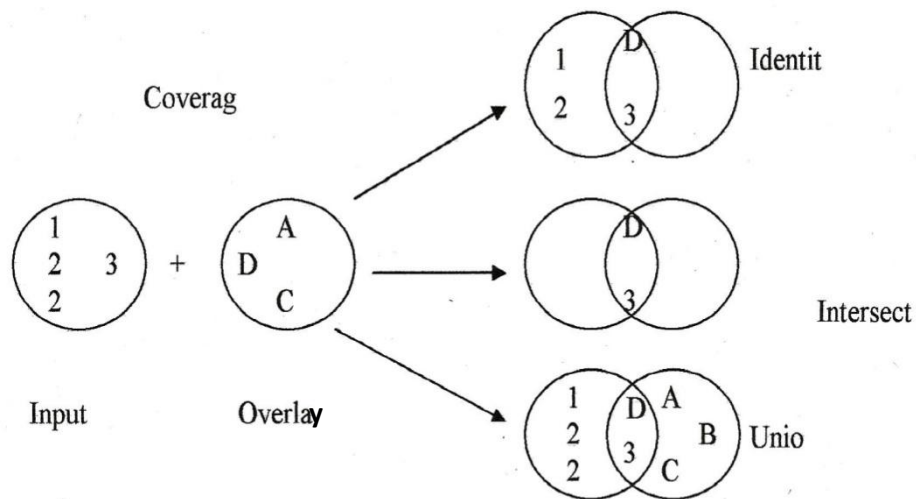 D
1
Identit
2
3
Coverag
1
A
2
3
+
D
2
C
D
3
Intersect
Input
Overlay
1
D
A
2
B
Unio
3
2
C